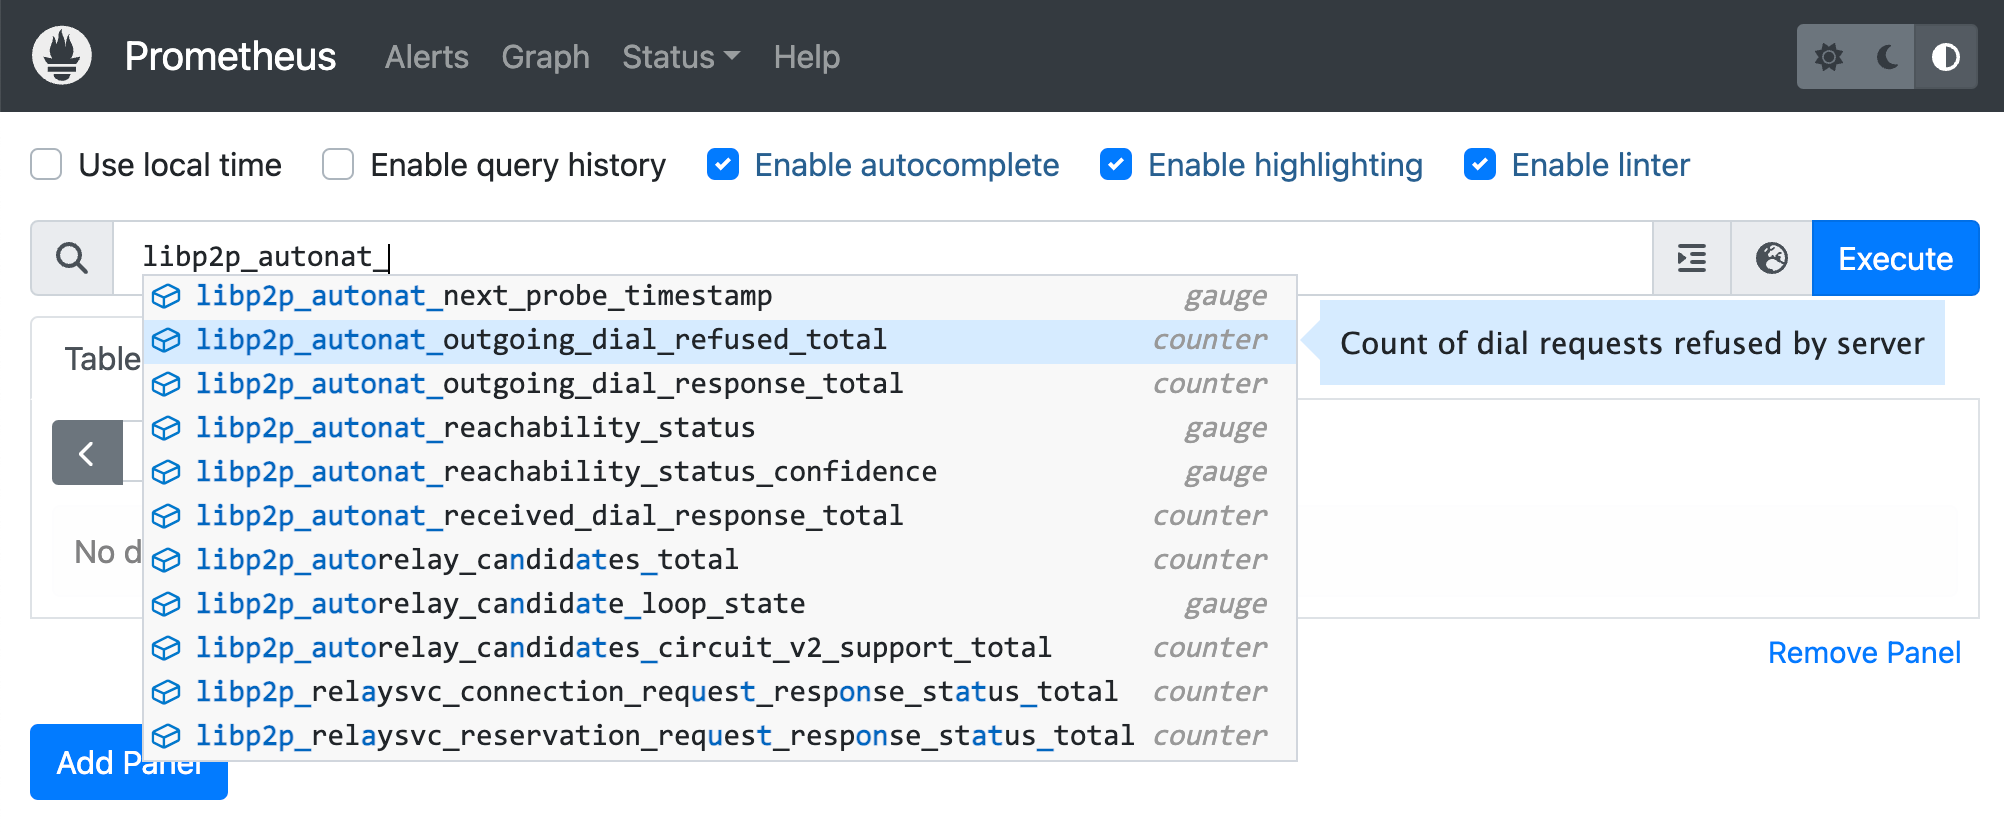 Prometheus Alerts Graph Status Help
Use local time Enable query history Enable autocomplete Enable highlighting Enable linter
libp2p_autonat_ Execute
libp2p_autonat_next_probe_timestamp gauge
libp2p_autonat_outgoing_dial_refused_total counter Count of dial requests refused by server
Table libp2p_autonat_outgoing_dial_response_total counter
libp2p_autonat_reachability_status gauge
libp2p_autonat_reachability_status_confidence gauge
libp2p_autonat_received_dial_response_total counter
No d libp2p_autorelay_candidates_total counter
libp2p_autorelay_candidate_loop_state gauge
libp2p_autorelay_candidates_circuit_v2_support_total counter
Remove Panel
libp2p_relaysvc_connection_request_response_status_total counter
libp2p_relaysvc_reservation_request_response_status_total counter
Add Panel